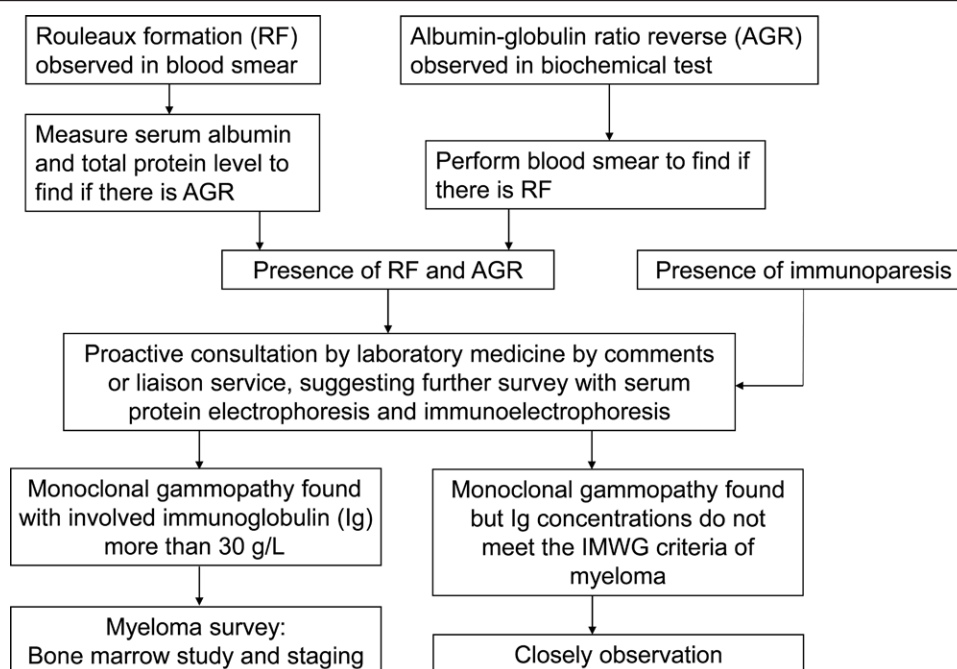 Rouleaux formation (RF)
observed in blood smear
Albumin-globulin ratio reverse (AGR)
observed in biochemical test
Measure serum albumin
and total protein level to
find if there is AGR
Perform blood smear to find if
there is RF
Presence of RF and AGR
Presence of immunoparesis
Proactive consultation by laboratory medicine by comments
or liaison service, suggesting further survey with serum
protein electrophoresis and immunoelectrophoresis
Monoclonal gammopathy found
with involved immunoglobulin (Ig)
more than 30 g/L
Monoclonal gammopathy found
but Ig concentrations do not
meet the IMWG criteria of
myeloma
Myeloma survey:
Bone marrow study and staging
Closely observation